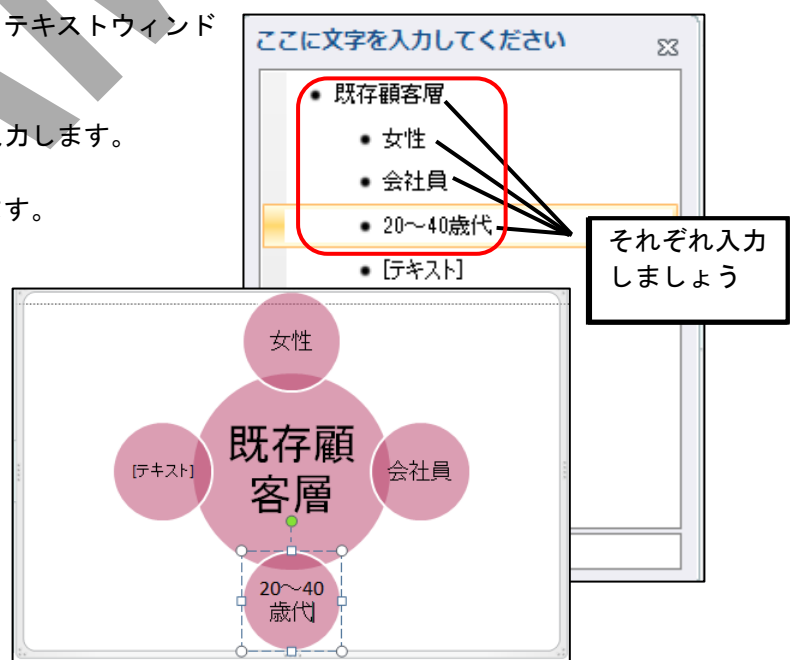 テキストウィンド
力します。
す。
ここに文字を入力してください
• 既存顧客層
• 女性
• 会社員
• 20～40歳代
• [テキスト]
それぞれ入力
しましょう
女性
[テキスト]
既存顧
客層
会社員
20～40
歳代